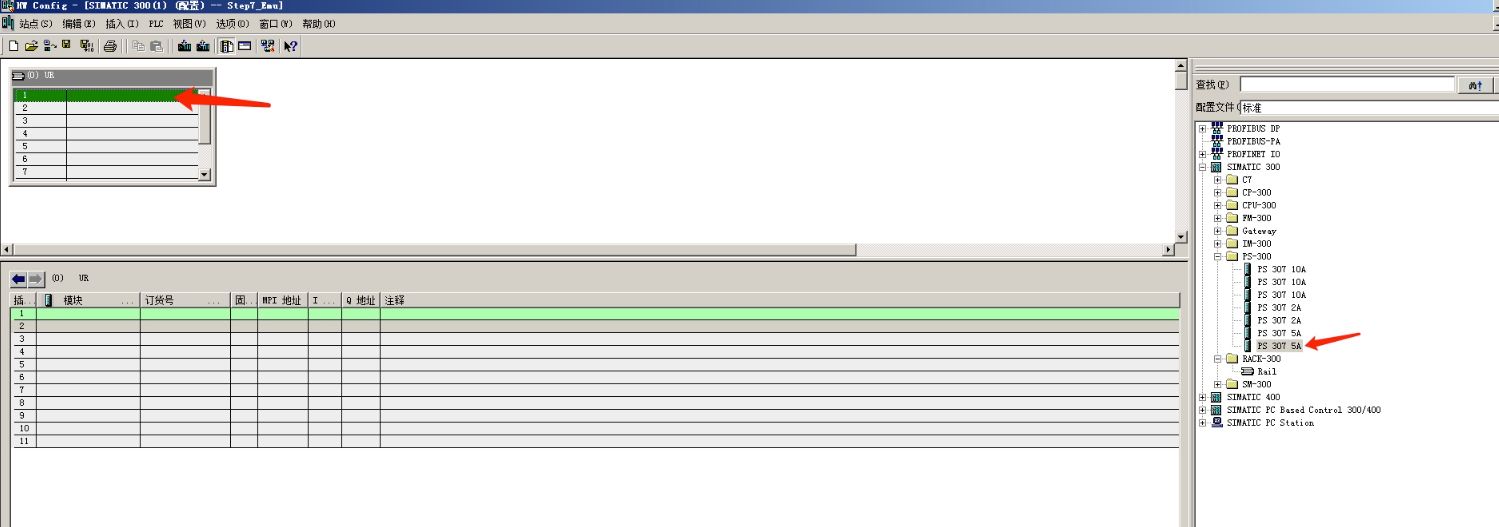 HW Config - [SIMATIC 300(1) (配置) -- Step7_Emu]
站点(S) 编辑(E) 插入(I) PLC 视图(V) 选项(O) 窗口(W) 帮助(H)
(0) UR
1
2
3
4
5
6
7
查找(F)
配置文件( 标准
PROFIBUS DP
PROFIBUS-PA
PROFINET IO
SIMATIC 300
C7
CP-300
CPU-300
FM-300
Gateway
IM-300
PS-300
PS 307 10A
PS 307 10A
PS 307 10A
PS 307 2A
PS 307 2A
PS 307 5A
PS 307 5A
RACK-300
Rail
SM-300
SIMATIC 400
SIMATIC PC Based Control 300/400
SIMATIC PC Station
(0) UR
插... 模块 ... 订货号 ... 固... MPI 地址 I ... Q 地址 注释
1
2
3
4
5
6
7
8
9
10
11